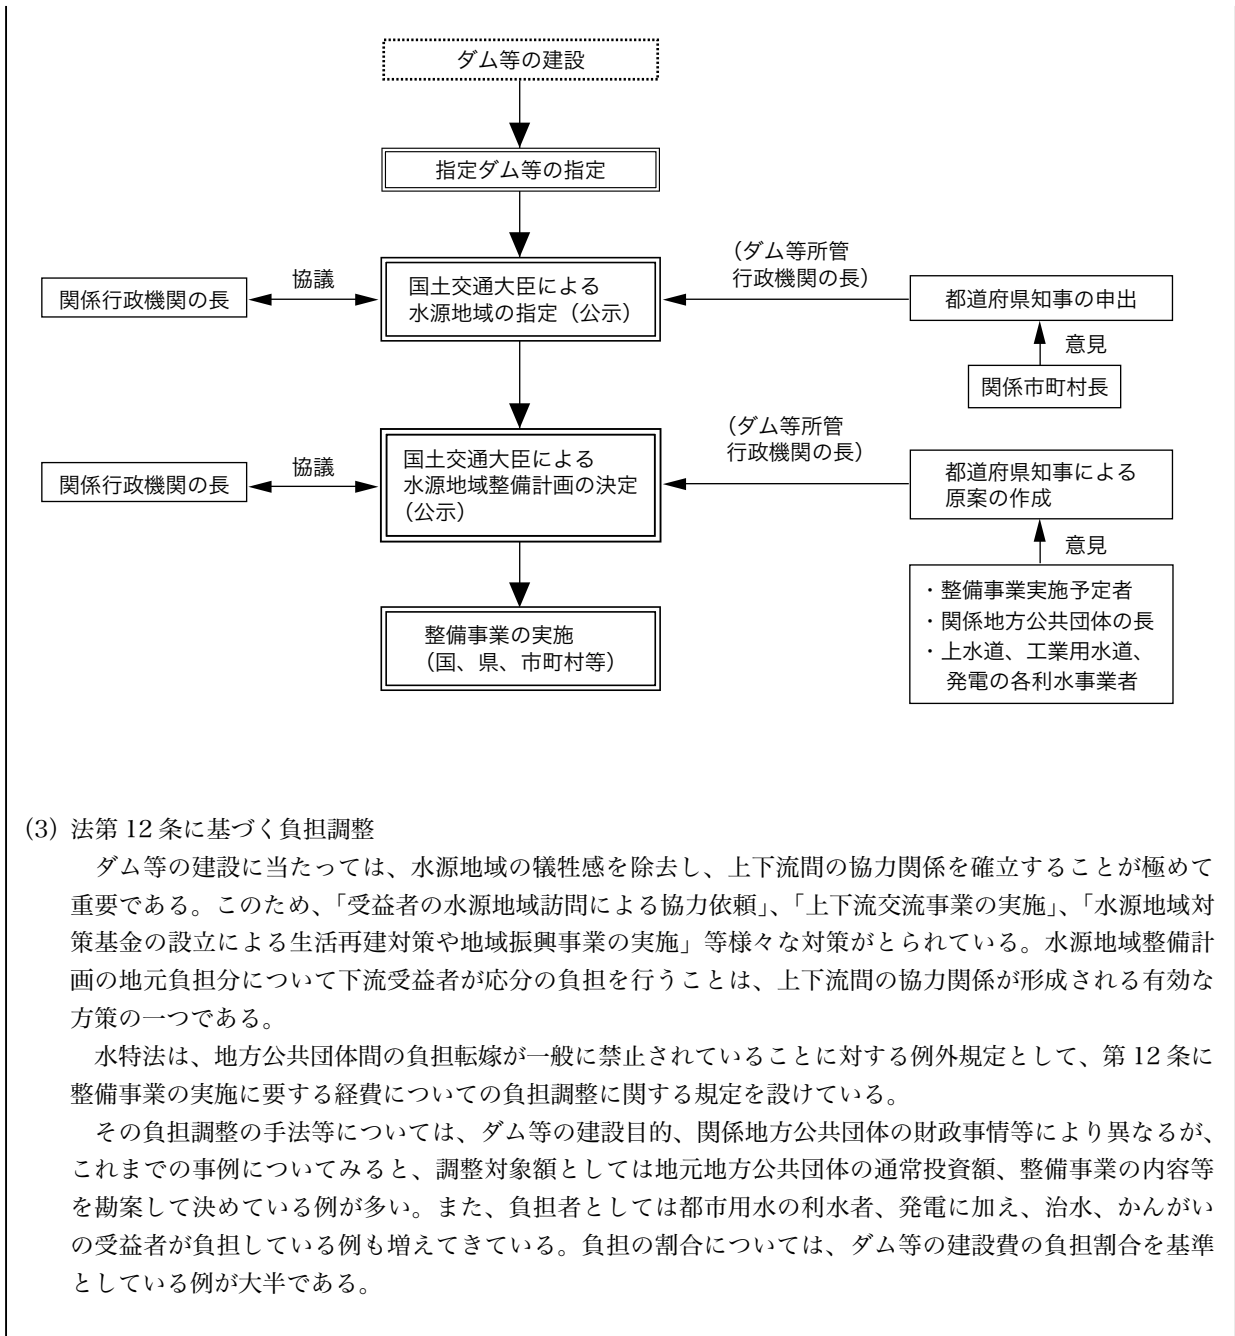 ダム等の建設
指定ダム等の指定
（ダム等所管
行政機関の長）
協議
関係行政機関の長
国土交通大臣による
水源地域の指定（公示）
都道府県知事の申出
意見
関係市町村長
（ダム等所管
行政機関の長）
協議
関係行政機関の長
国土交通大臣による
水源地域整備計画の決定
（公示）
都道府県知事による
原案の作成
意見
・整備事業実施予定者
・関係地方公共団体の長
・上水道、工業用水道、
発電の各利水事業者
整備事業の実施
（国、県、市町村等）
(3) 法第 12 条に基づく負担調整
ダム等の建設に当たっては、水源地域の犠牲感を除去し、上下流間の協力関係を確立することが極めて
重要である。このため、「受益者の水源地域訪問による協力依頼」、「上下流交流事業の実施」、「水源地域対
策基金の設立による生活再建対策や地域振興事業の実施」等様々な対策がとられている。水源地域整備計
画の地元負担分について下流受益者が応分の負担を行うことは、上下流間の協力関係が形成される有効な
方策の一つである。
水特法は、地方公共団体間の負担転嫁が一般に禁止されていることに対する例外規定として、第 12 条に
整備事業の実施に要する経費についての負担調整に関する規定を設けている。
その負担調整の手法等については、ダム等の建設目的、関係地方公共団体の財政事情等により異なるが、
これまでの事例についてみると、調整対象額としては地元地方公共団体の通常投資額、整備事業の内容等
を勘案して決めている例が多い。また、負担者としては都市用水の利水者、発電に加え、治水、かんがい
の受益者が負担している例も増えてきている。負担の割合については、ダム等の建設費の負担割合を基準
としている例が大半である。